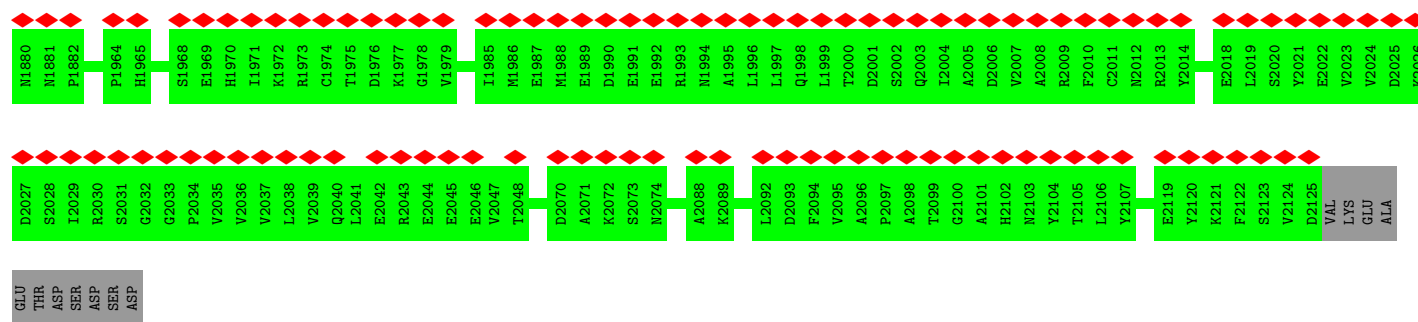 N1880 N1881 P1882 P1964 H1965 S1968 E1969 H1970 I1971 K1972 R1973 C1974 T1975 D1976 K1977 G1978 V1979 I1985 M1986 E1987 M1988 E1989 D1990 E1991 E1992 R1993 N1994 A1995 L1996 L1997 Q1998 L1999 T2000 D2001 S2002 Q2003 I2004 A2005 D2006 V2007 A2008 R2009 F2010 C2011 N2012 R2013 Y2014 E2018 L2019 S2020 Y2021 E2022 V2023 V2024 D2025 K2026
D2027 S2028 I2029 R2030 S2031 G2032 G2033 P2034 V2035 V2036 V2037 L2038 V2039 Q2040 L2041 E2042 R2043 E2044 E2045 E2046 V2047 T2048 D2070 A2071 K2072 S2073 N2074 A2088 K2089 L2092 D2093 F2094 V2095 A2096 P2097 A2098 T2099 G2100 A2101 H2102 N2103 Y2104 T2105 L2106 Y2107 E2119 Y2120 K2121 F2122 S2123 V2124 D2125 VAL LYS GLU ALA
GLU THR ASP SER ASP SER ASP